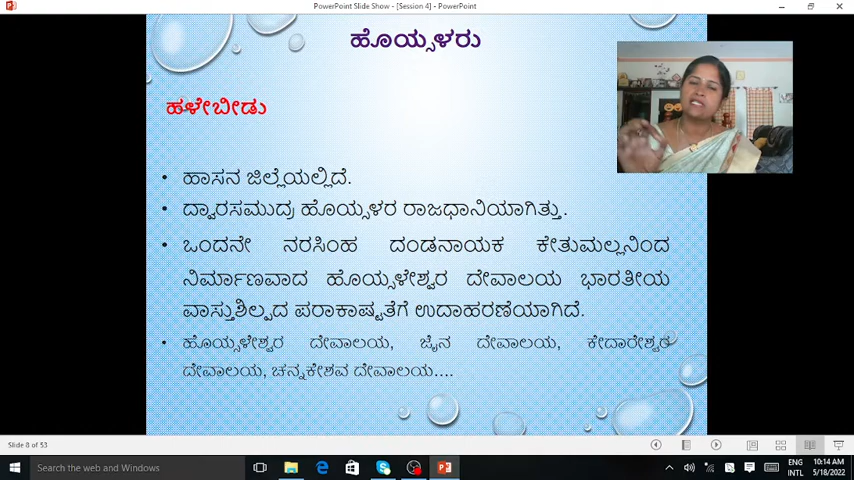 PowerPoint Slide Show - [Session 4] - PowerPoint
ಹೊಯ್ಸಳರು
ಹಳೇಬೀಡು
• ಹಾಸನ ಜಿಲ್ಲೆಯಲ್ಲಿದೆ.
• ದ್ವಾರಸಮುದ್ರ ಹೊಯ್ಸಳರ ರಾಜಧಾನಿಯಾಗಿತ್ತು.
• ಒಂದನೇ ನರಸಿಂಹ ದಂಡನಾಯಕ ಕೇತುಮಲ್ಲನಿಂದ
ನಿರ್ಮಾಣವಾದ ಹೊಯ್ಸಳೇಶ್ವರ ದೇವಾಲಯ ಭಾರತೀಯ
ವಾಸ್ತುಶಿಲ್ಪದ ಪರಾಕಾಷ್ಟತೆಗೆ ಉದಾಹರಣೆಯಾಗಿದೆ.
• ಹೊಯ್ಸಳೇಶ್ವರ ದೇವಾಲಯ, ಜೈನ ದೇವಾಲಯ, ಕೇದಾರೇಶ್ವರ
ದೇವಾಲಯ, ಚನ್ನಕೇಶವ ದೇವಾಲಯ....
Slide 8 of 53
Search the web and Windows
ENG
INTL
10:14 AM
5/18/2022